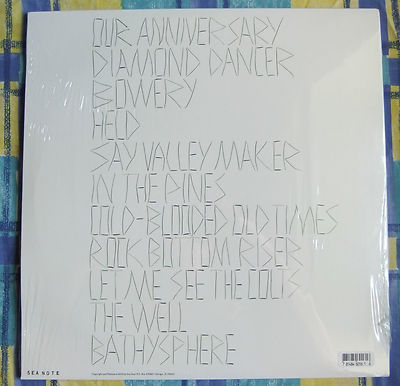 OUR ANNIVERSARY
DIAMOND DANCER
BOWERY
HELD
SAY VALLEY MAKER
IN THE PINES
COLD-BLOODED OLD TIMES
ROCK BOTTOM RISER
LET ME SEE THE COLTS
THE WELL
BATHYSPHERE
SEA NOTE